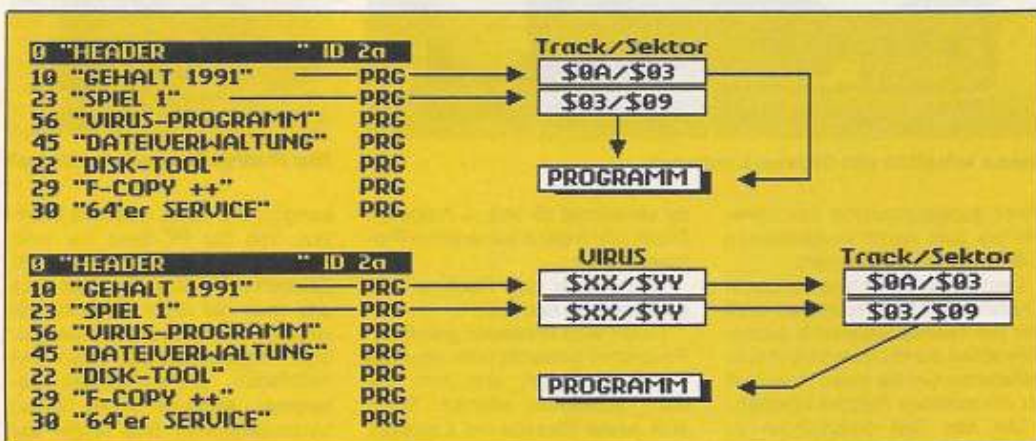 0 "HEADER " ID 2a
10 "GEHALT 1991" PRG
23 "SPIEL 1" PRG
56 "VIRUS-PROGRAMM" PRG
45 "DATEIVERWALTUNG" PRG
22 "DISK-TOOL" PRG
29 "F-COPY ++" PRG
30 "64'er SERVICE" PRG
Track/Sektor
$0A/$03
$03/$09
PROGRAMM
0 "HEADER " ID 2a
10 "GEHALT 1991" PRG
23 "SPIEL 1" PRG
56 "VIRUS-PROGRAMM" PRG
45 "DATEIVERWALTUNG" PRG
22 "DISK-TOOL" PRG
29 "F-COPY ++" PRG
30 "64'er SERVICE" PRG
VIRUS
$XX/$YY
$XX/$YY
Track/Sektor
$0A/$03
$03/$09
PROGRAMM